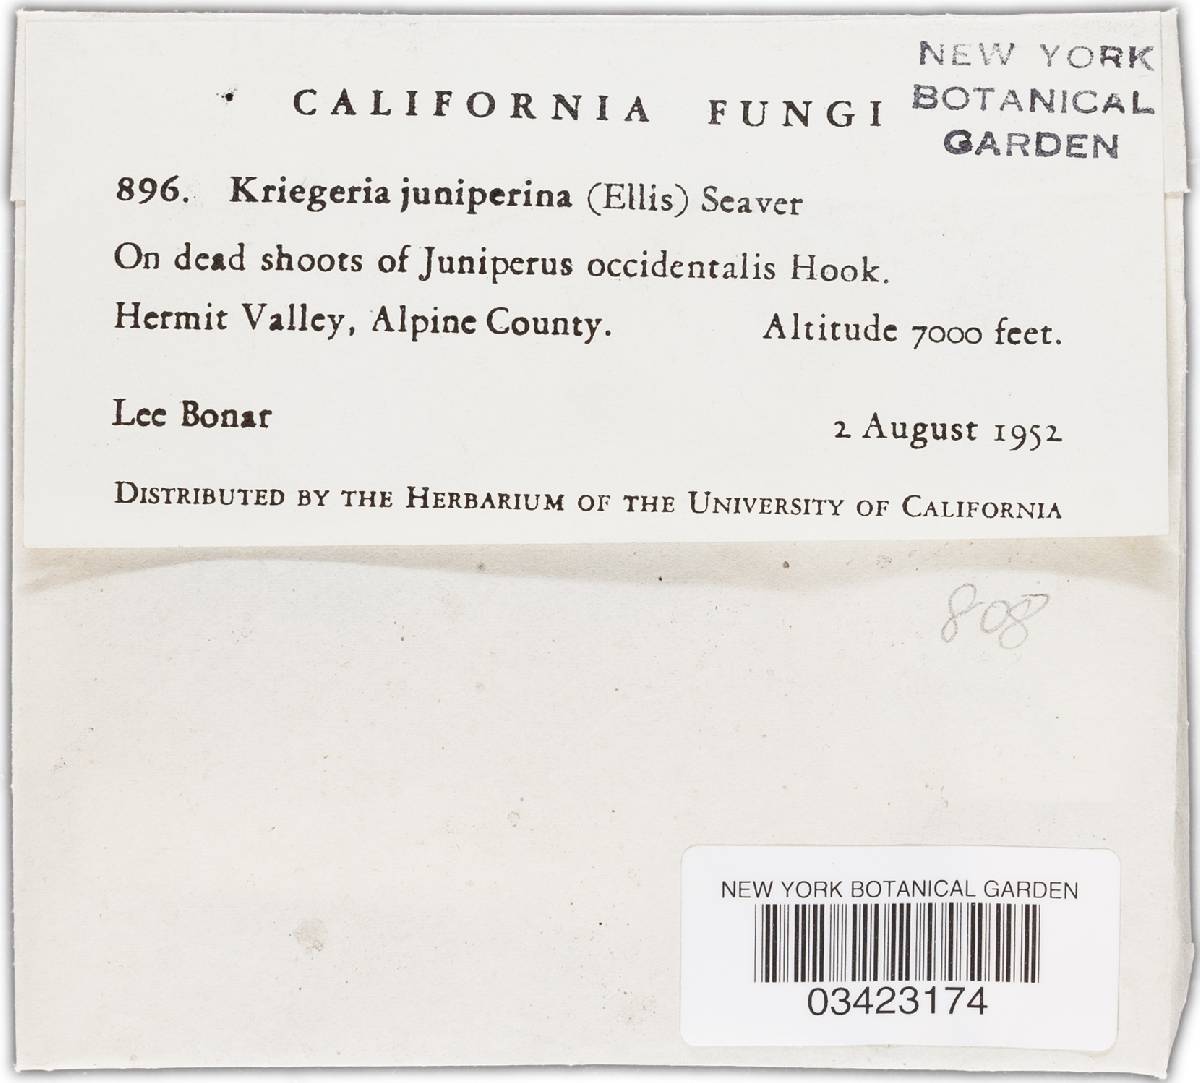 NEW YORK
BOTANICAL
GARDEN
CALIFORNIA FUNGI
896. Kriegeria juniperina (Ellis) Seaver
On dead shoots of Juniperus occidentalis Hook.
Hermit Valley, Alpine County. Altitude 7000 feet.
Lee Bonar 2 August 1952
DISTRIBUTED BY THE HERBARIUM OF THE UNIVERSITY OF CALIFORNIA
808
NEW YORK BOTANICAL GARDEN
03423174